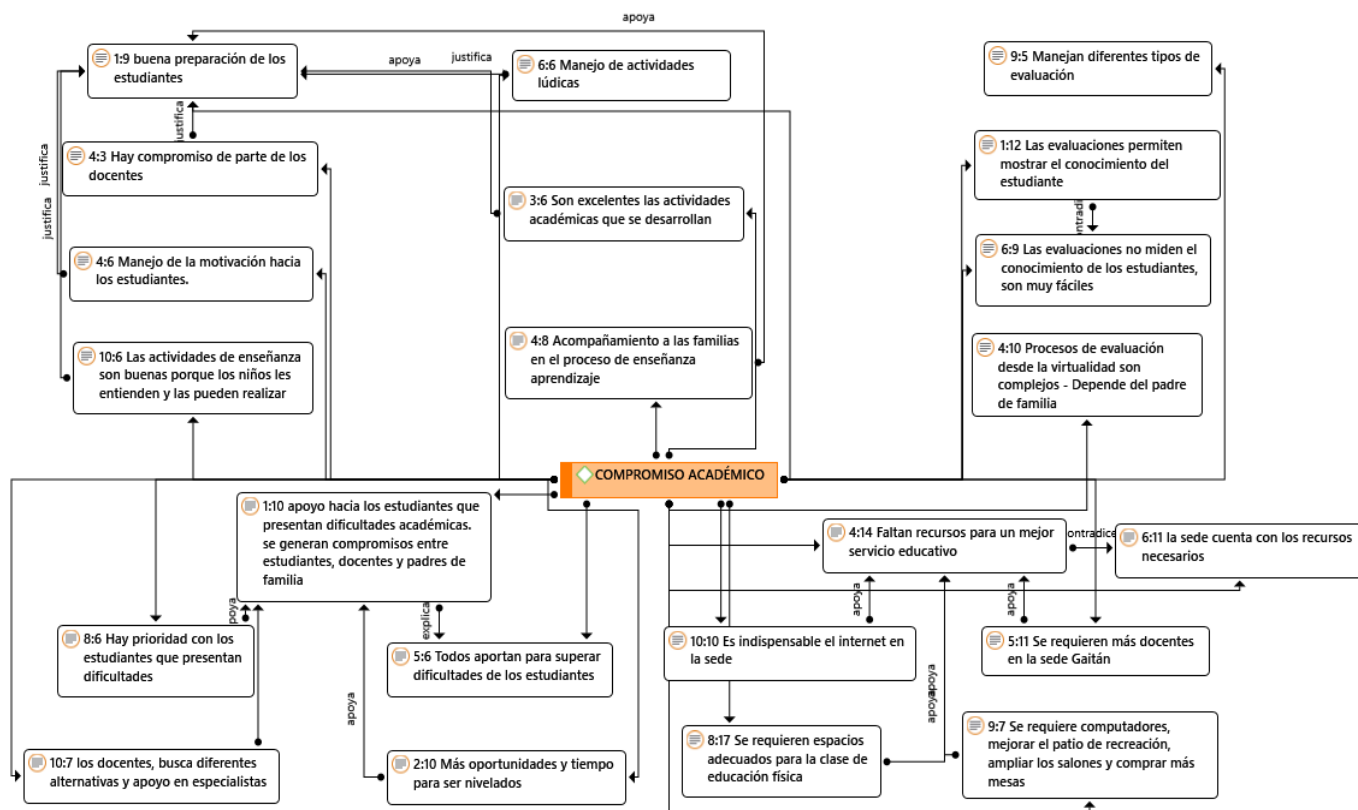 apoya
1:9 buena preparación de los
estudiantes
apoya
justifica
6:6 Manejo de actividades
lúdicas
9:5 Manejan diferentes tipos de
evaluación
justifica
4:3 Hay compromiso de parte de los
docentes
1:12 Las evaluaciones permiten
mostrar el conocimiento del
estudiante
justifica
justifica
3:6 Son excelentes las actividades
académicas que se desarrollan
ontradi
4:6 Manejo de la motivación hacia
los estudiantes.
6:9 Las evaluaciones no miden el
conocimiento de los estudiantes,
son muy fáciles
10:6 Las actividades de enseñanza
son buenas porque los niños les
entienden y las pueden realizar
4:8 Acompañamiento a las familias
en el proceso de enseñanza
aprendizaje
4:10 Procesos de evaluación
desde la virtualidad son
complejos - Depende del padre
de familia
COMPROMISO ACADÉMICO
1:10 apoyo hacia los estudiantes que
presentan dificultades académicas.
se generan compromisos entre
estudiantes, docentes y padres de
familia
4:14 Faltan recursos para un mejor
servicio educativo
ontradice
6:11 la sede cuenta con los recursos
necesarios
poya
explica
apoya
apoya
8:6 Hay prioridad con los
estudiantes que presentan
dificultades
5:6 Todos aportan para superar
dificultades de los estudiantes
10:10 Es indispensable el internet en
la sede
5:11 Se requieren más docentes
en la sede Gaitán
apoya
apoya
apoya
10:7 los docentes, busca diferentes
alternativas y apoyo en especialistas
2:10 Más oportunidades y tiempo
para ser nivelados
8:17 Se requieren espacios
adecuados para la clase de
educación física
9:7 Se requiere computadores,
mejorar el patio de recreación,
ampliar los salones y comprar más
mesas